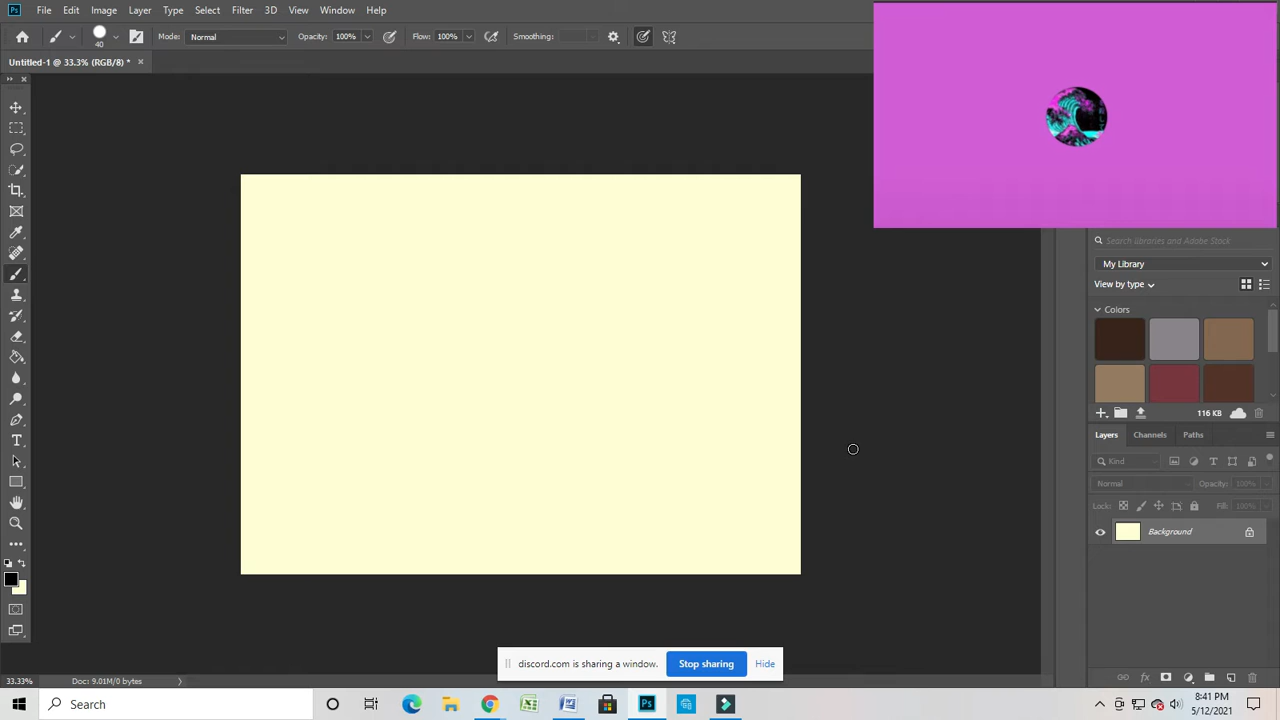 Ps File Edit Image Layer Type Select Filter 3D View Window Help
40 Mode: Normal Opacity: 100% Flow: 100% Smoothing:
Untitled-1 @ 33.3% (RGB/8) * ×
Search libraries and Adobe Stock
My Library
View by type
Colors
116 KB
Layers Channels Paths
Kind
Normal Opacity: 100%
Lock: Fill: 100%
Background
discord.com is sharing a window. Stop sharing Hide
33.33% Doc: 9.01M/0 bytes
Search
8:41 PM
5/12/2021